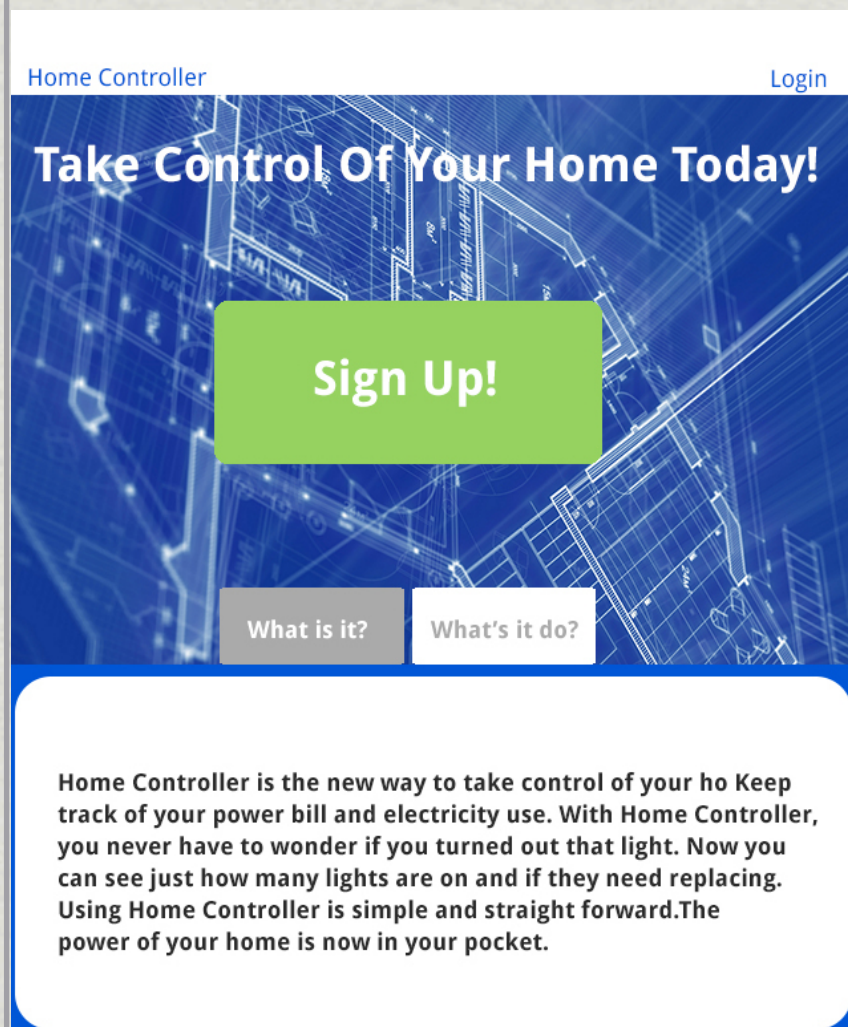 Home Controller
Login
Take Control Of Your Home Today!
Sign Up!
What is it?
What's it do?
Home Controller is the new way to take control of your ho Keep
track of your power bill and electricity use. With Home Controller,
you never have to wonder if you turned out that light. Now you
can see just how many lights are on and if they need replacing.
Using Home Controller is simple and straight forward.The
power of your home is now in your pocket.